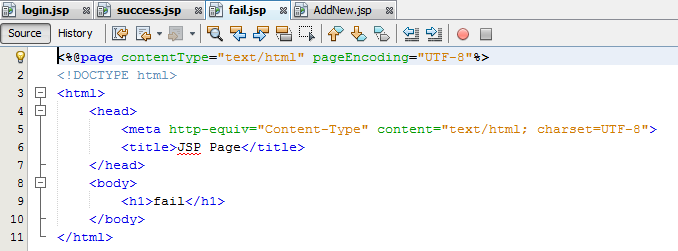 login.jsp success.jsp fail.jsp AddNew.jsp
Source History
<%@page contentType="text/html" pageEncoding="UTF-8"%>
2 <!DOCTYPE html>
3 <html>
4 <head>
5 <meta http-equiv="Content-Type" content="text/html; charset=UTF-8">
6 <title>JSP Page</title>
7 </head>
8 <body>
9 <h1>fail</h1>
10 </body>
11 </html>